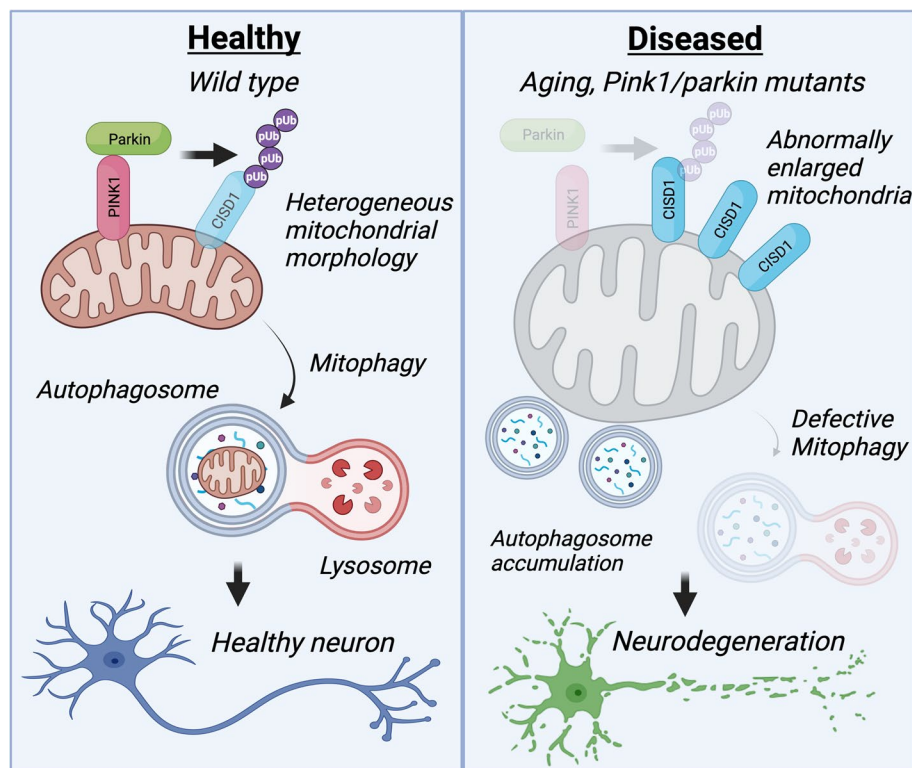 Healthy
Wild type
Parkin
PINK1
CISD1
pUb
pUb
pUb
pUb
Heterogeneous
mitochondrial
morphology
Mitophagy
Autophagosome
Lysosome
Healthy neuron
Diseased
Aging, Pink1/parkin mutants
Parkin
PINK1
pUb
pUb
pUb
pUb
CISD1
CISD1
CISD1
Abnormally
enlarged
mitochondria
Defective
Mitophagy
Autophagosome
accumulation
Neurodegeneration